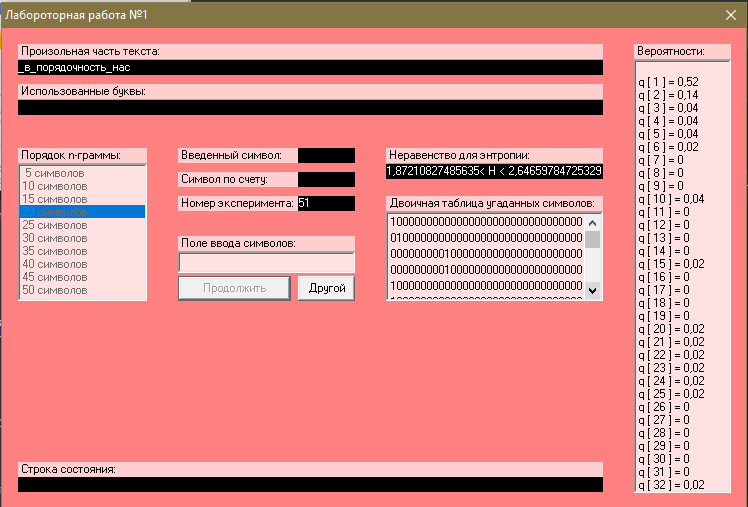 Лабороторная работа №1
Произольная часть текста:
_в_порядочность_нас
Использованные буквы:
Порядок n-граммы:
5 символов
10 символов
15 символов
25 символов
30 символов
35 символов
40 символов
45 символов
50 символов
Введенный символ:
Символ по счету:
Номер эксперимента: 51
Поле ввода символов:
Продолжить
Другой
Неравенство для энтропии:
1,87210827485635< H < 2,64659784725329
Двоичная таблица угаданных символов:
10000000000000000000000000000000
01000000000000000000000000000000
00000000010000000000000000000000
00000000010000000000000000000000
10000000000000000000000000000000
Вероятности:
q [ 1 ] = 0,52
q [ 2 ] = 0,14
q [ 3 ] = 0,04
q [ 4 ] = 0,04
q [ 5 ] = 0,04
q [ 6 ] = 0,02
q [ 7 ] = 0
q [ 8 ] = 0
q [ 9 ] = 0
q [ 10 ] = 0,04
q [ 11 ] = 0
q [ 12 ] = 0
q [ 13 ] = 0
q [ 14 ] = 0
q [ 15 ] = 0,02
q [ 16 ] = 0
q [ 17 ] = 0
q [ 18 ] = 0
q [ 19 ] = 0
q [ 20 ] = 0,02
q [ 21 ] = 0,02
q [ 22 ] = 0,02
q [ 23 ] = 0,02
q [ 24 ] = 0,02
q [ 25 ] = 0,02
q [ 26 ] = 0
q [ 27 ] = 0
q [ 28 ] = 0
q [ 29 ] = 0
q [ 30 ] = 0
q [ 31 ] = 0
q [ 32 ] = 0,02
Строка состояния: